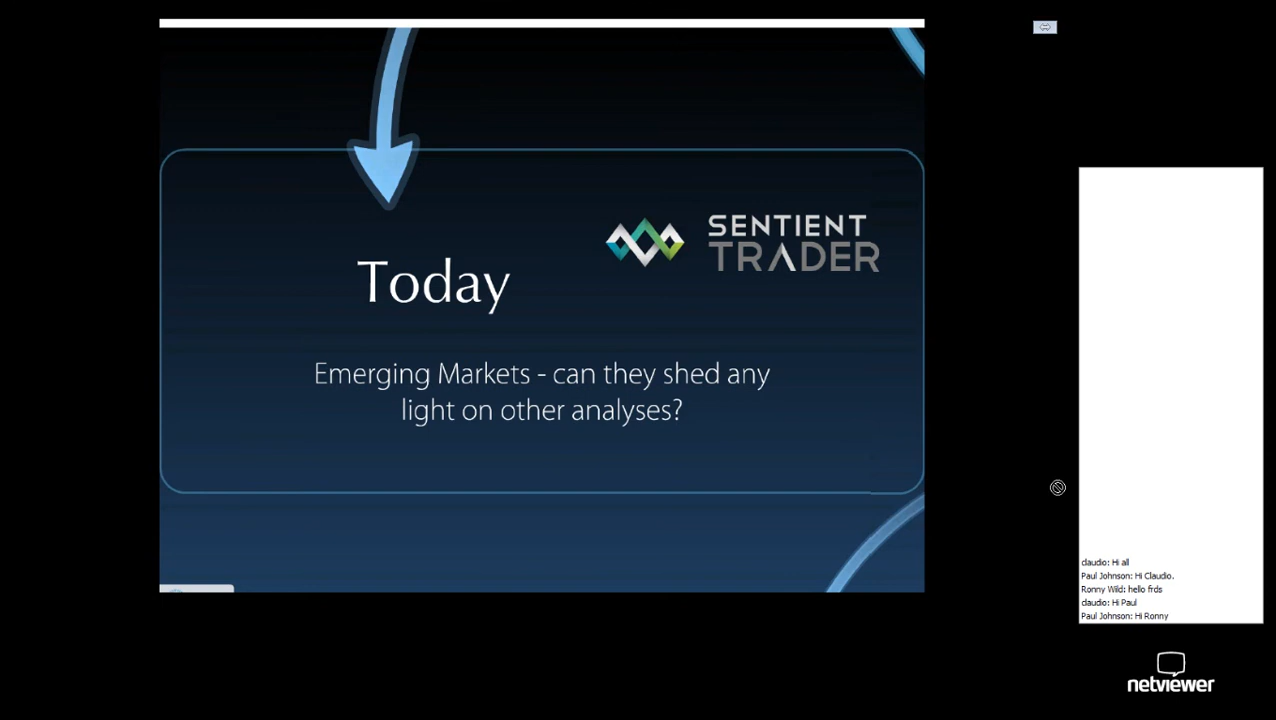 SENTIENT
TRADER
Today
Emerging Markets - can they shed any
light on other analyses?
claudio: Hi all
Paul Johnson: Hi Claudio.
Ronny Wild: hello frds
claudio: Hi Paul
Paul Johnson: Hi Ronny
netviewer